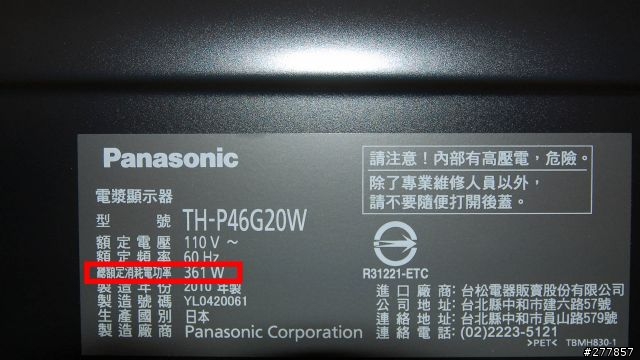 Panasonic
電漿顯示器
型 號 TH-P46G20W
額定電壓 110 V ～
額定頻率 60 Hz
總額定消耗電功率 361 W
製造年份 2010 年製
製造號碼 YL0420061
生產國別 日本
製造廠商 Panasonic Corporation
請注意！內部有高壓電，危險。
除了專業維修人員以外，
請不要隨便打開後蓋。
R31221-ETC
進口廠商：台松電器販賣股份有限公司
公司地址：台北縣中和市建六路57號
聯絡地址：台北縣中和市員山路579號
連絡電話：(02)2223-5121
>PET< TBMH830-1
#277857